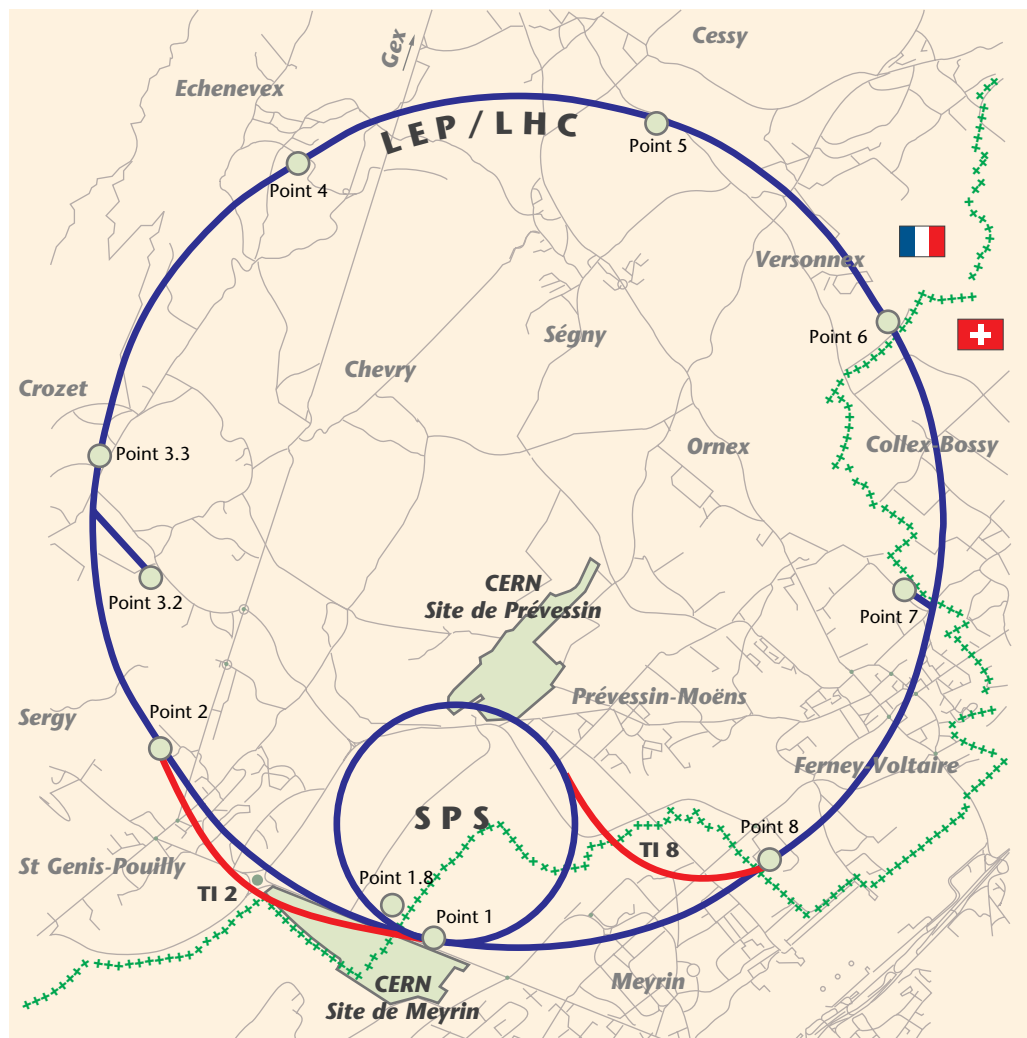 Cessy
Gex
Echenevex
LEP/LHC
Point 5
Point 4
Versonnex
Ségny
Point 6
Chevry
Crozet
Ornex
Collex-Bossy
Point 3.3
CERN
Site de Prévessin
Point 3.2
Point 7
Prévessin-Moëns
Point 2
Sergy
Ferney-Voltaire
SPS
Point 8
TI 8
St Genis-Pouilly
Point 1.8
TI 2
Point 1
Meyrin
CERN
Site de Meyrin